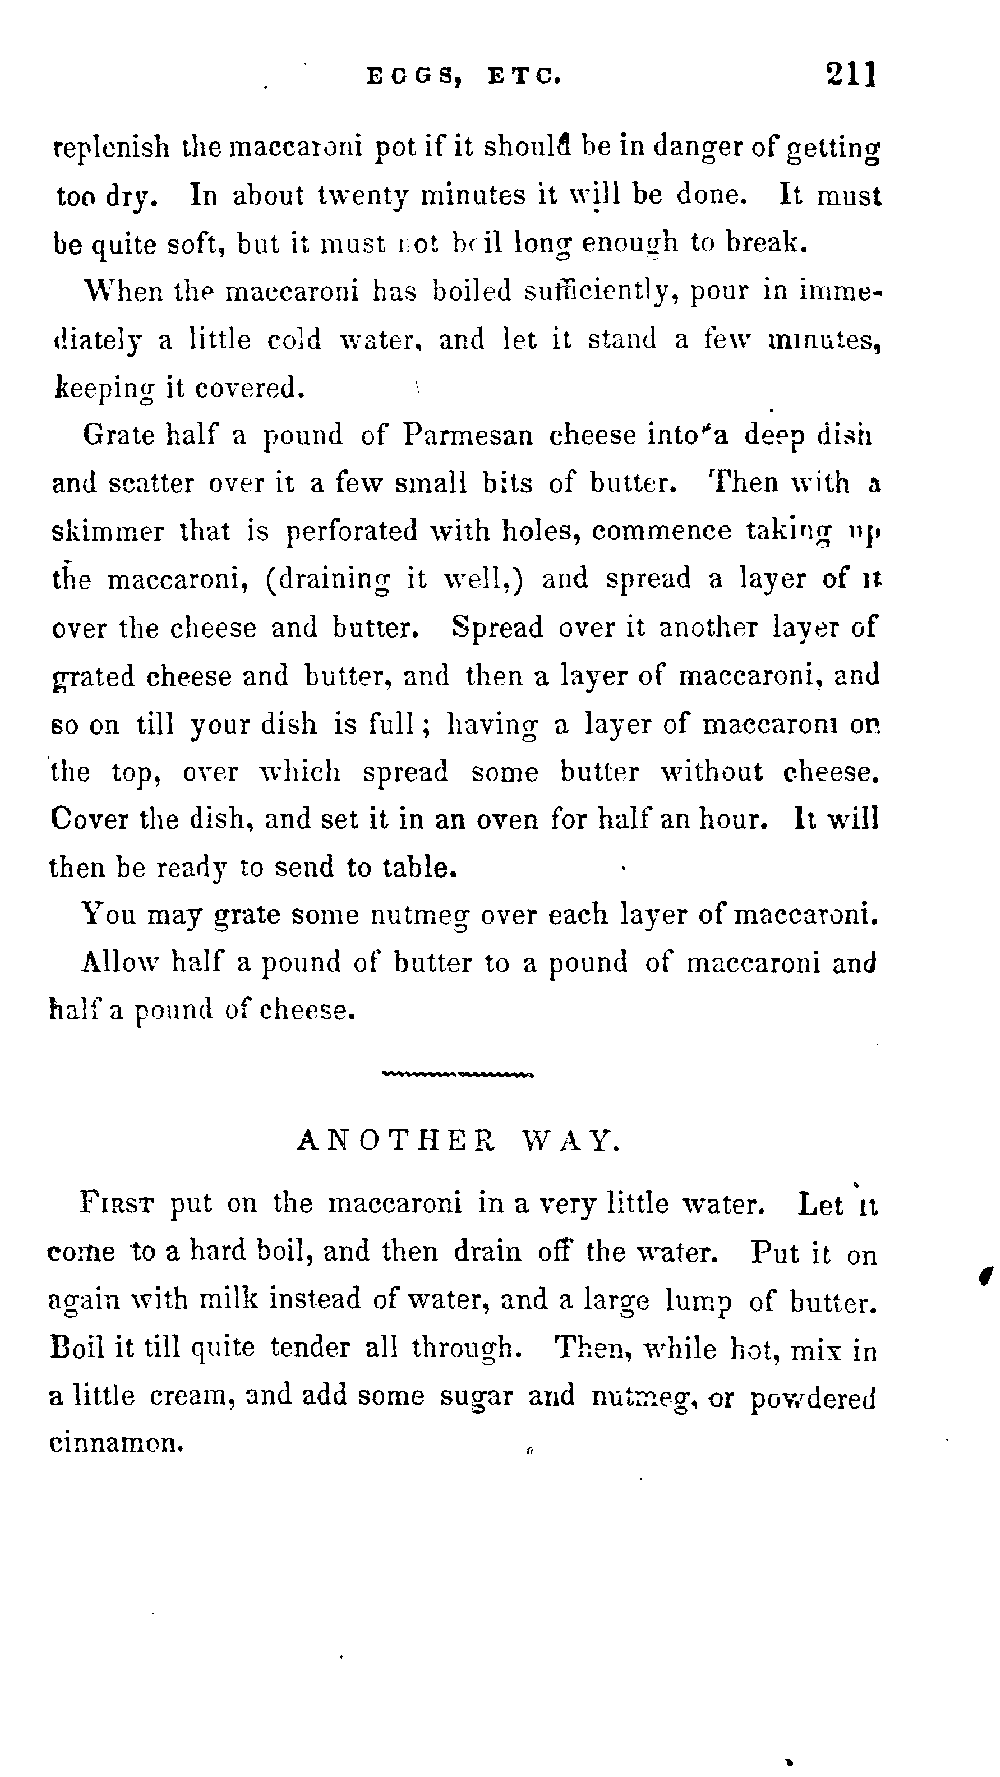 EGGS, ETC. 211
replenish the maccaroni pot if it should be in danger of getting
too dry. In about twenty minutes it will be done. It must
be quite soft, but it must not boil long enough to break.
When the maccaroni has boiled sufficiently, pour in imme-
diately a little cold water, and let it stand a few minutes,
keeping it covered.
Grate half a pound of Parmesan cheese into a deep dish
and scatter over it a few small bits of butter. Then with a
skimmer that is perforated with holes, commence taking up
the maccaroni, (draining it well,) and spread a layer of it
over the cheese and butter. Spread over it another layer of
grated cheese and butter, and then a layer of maccaroni, and
so on till your dish is full; having a layer of maccaroni on
the top, over which spread some butter without cheese.
Cover the dish, and set it in an oven for half an hour. It will
then be ready to send to table.
You may grate some nutmeg over each layer of maccaroni.
Allow half a pound of butter to a pound of maccaroni and
half a pound of cheese.
ANOTHER WAY.
FIRST put on the maccaroni in a very little water. Let it
come to a hard boil, and then drain off the water. Put it on
again with milk instead of water, and a large lump of butter.
Boil it till quite tender all through. Then, while hot, mix in
a little cream, and add some sugar and nutmeg, or powdered
cinnamon.